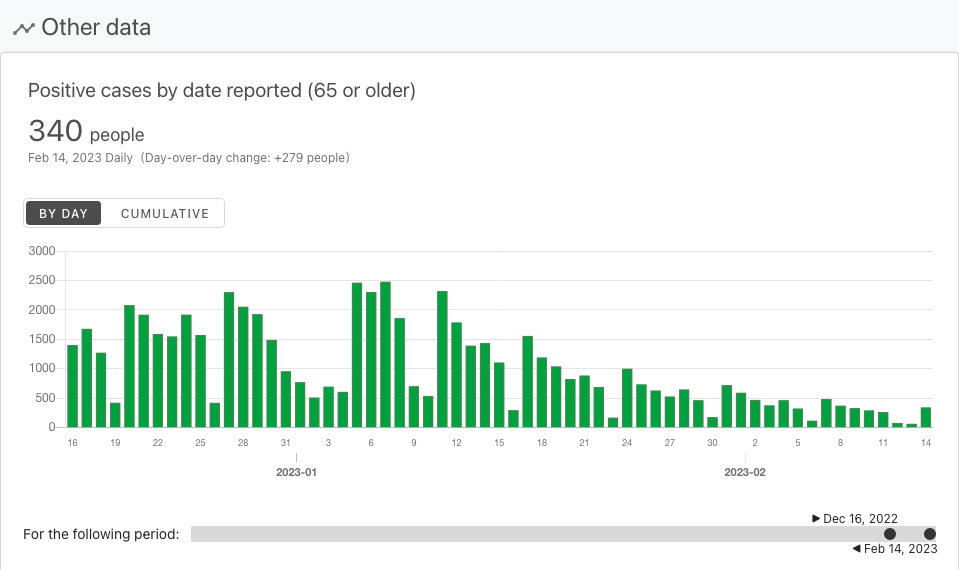 Other data
Positive cases by date reported (65 or older)
340 people
Feb 14, 2023 Daily (Day-over-day change: +279 people)
BY DAY CUMULATIVE
3000
2500
2000
1500
1000
500
0
16 19 22 25 28 31 3 6 9 12 15 18 21 24 27 30 2 5 8 11 14
2023-01 2023-02
Dec 16, 2022
For the following period:
Feb 14, 2023